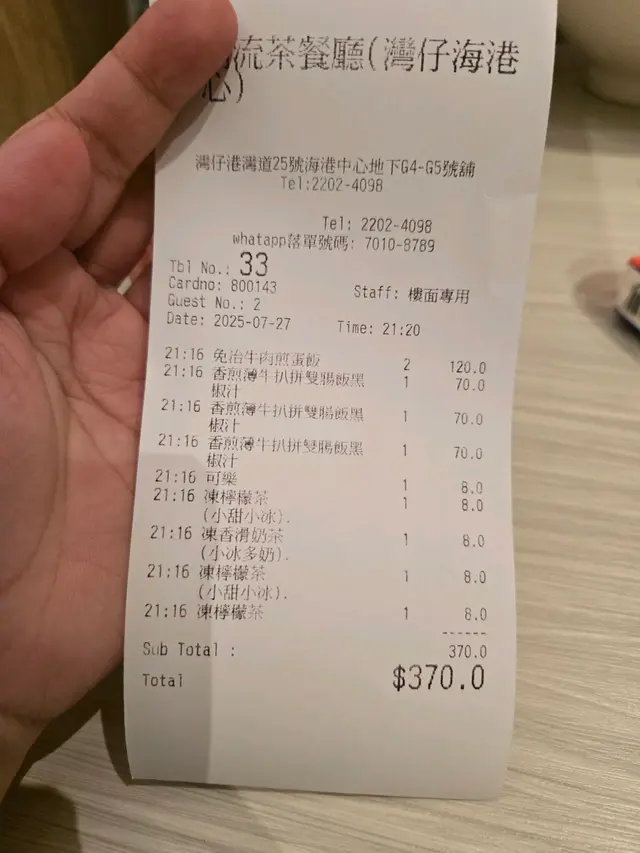 流茶餐廳(灣仔海港
心)
灣仔港灣道25號海港中心地下G4-G5號舖
Tel:2202-4098
Tel: 2202-4098
whatapp落單號碼: 7010-8789
Tbl No.: 33
Cardno: 800143
Staff: 樓面專用
Guest No.: 2
Date: 2025-07-27 Time: 21:20
21:16 免治牛肉煎蛋飯 2 120.0
21:16 香煎薄牛扒拼雙腸飯黑 1 70.0
椒汁
21:16 香煎薄牛扒拼雙腸飯黑 1 70.0
椒汁
21:16 香煎薄牛扒拼雙腸飯黑 1 70.0
椒汁
21:16 可樂 1 8.0
21:16 凍檸檬茶 1 8.0
(小甜小冰).
21:16 凍香滑奶茶 1 8.0
(小冰多奶).
21:16 凍檸檬茶 1 8.0
(小甜小冰).
21:16 凍檸檬茶 1 8.0
------
Sub Total : 370.0
Total $370.0